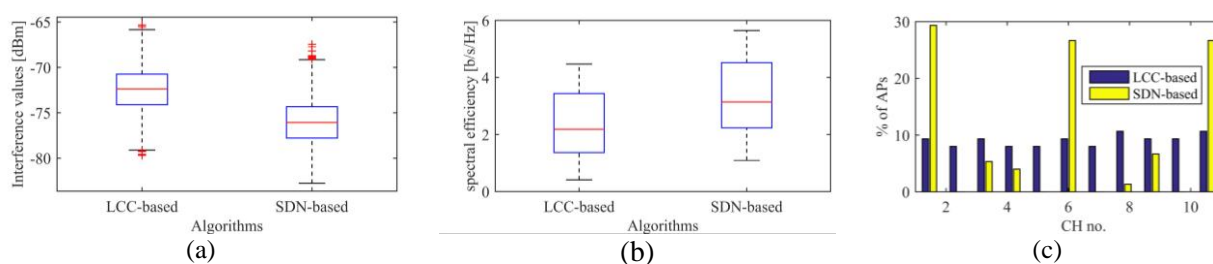 Interference values [dBm]
-65
-70
-75
-80
LCC-based
SDN-based
Algorithms
(a)
spectral efficiency [b/s/Hz]
6
4
2
0
LCC-based
SDN-based
Algorithms
(b)
% of APs
30
20
10
0
LCC-based
SDN-based
2
4
6
8
10
CH no.
(c)